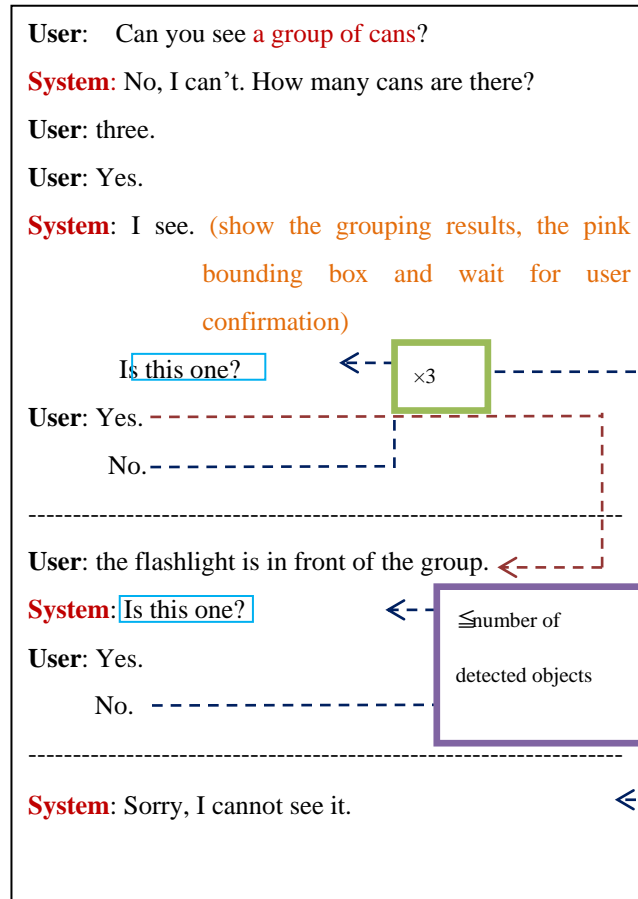 User: Can you see a group of cans?
System: No, I can’t. How many cans are there?
User: three.
User: Yes.
System: I see. (show the grouping results, the pink
bounding box and wait for user
confirmation)
Is this one?
×3
User: Yes.
No.
User: the flashlight is in front of the group.
System: Is this one?
≦number of
User: Yes.
detected objects
No.
System: Sorry, I cannot see it.